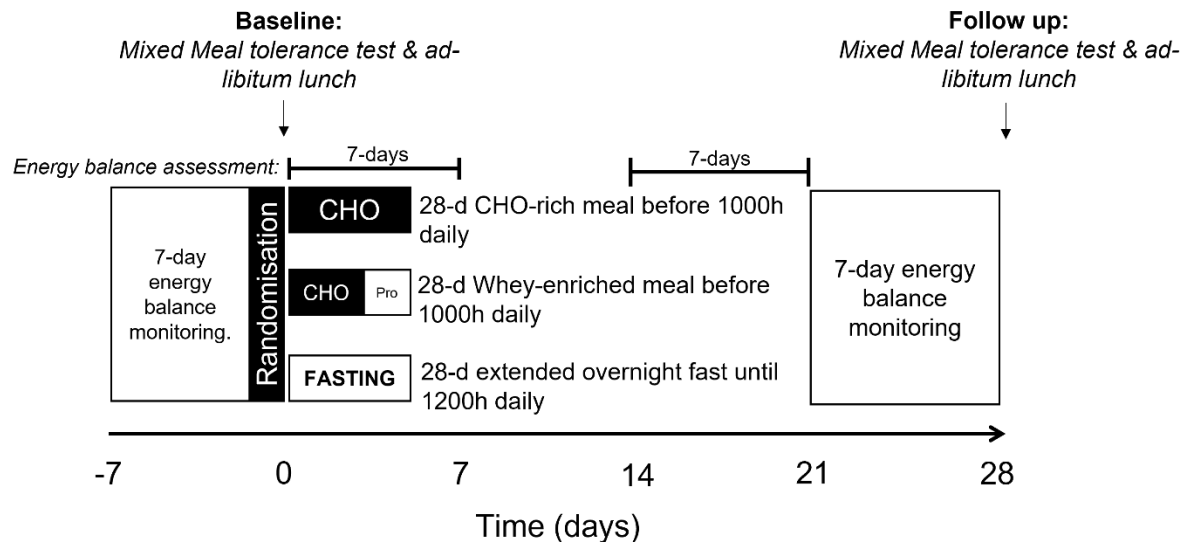 Baseline:
Mixed Meal tolerance test & ad-
libitum lunch
Follow up:
Mixed Meal tolerance test & ad-
libitum lunch
Energy balance assessment:
7-days
7-days
7-day
energy
balance
monitoring.
Randomisation
CHO
28-d CHO-rich meal before 1000h
daily
CHO
Pro
28-d Whey-enriched meal before
1000h daily
FASTING
28-d extended overnight fast until
1200h daily
7-day energy
balance
monitoring
-7
0
7
14
21
28
Time (days)